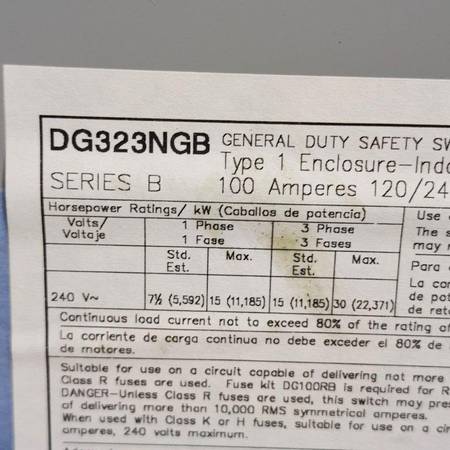 DG323NGB GENERAL DUTY SAFETY
Type 1 Enclosure-
SERIES B 100 Amperes 120/24
Horsepower Ratings/ kW (Caballos de potencia)
Volts/ 1 Phase 3 Phase
Voltaje 1 Fase 3 Fases
Std. Max. Std. Max.
Est. Est.
240 V~ 7½ (5,592) 15 (11,185) 15 (11,185) 30 (22,371)
Use
The
may
Para
La
de
de
Continuous load current not to exceed 80% of the rating of
La corriente de carga continua no debe exceder el 80% de
de motores.
Suitable for use on a circuit capable of delivering not more
Class R fuses are used. Fuse kit DG100RB is required for
DANGER-Unless Class R fuses are used, this switch may
of delivering more than 10,000 RMS symmetrical amperes.
When used with Class K or H fuses, suitable for use on a
amperes, 240 volts maximum.